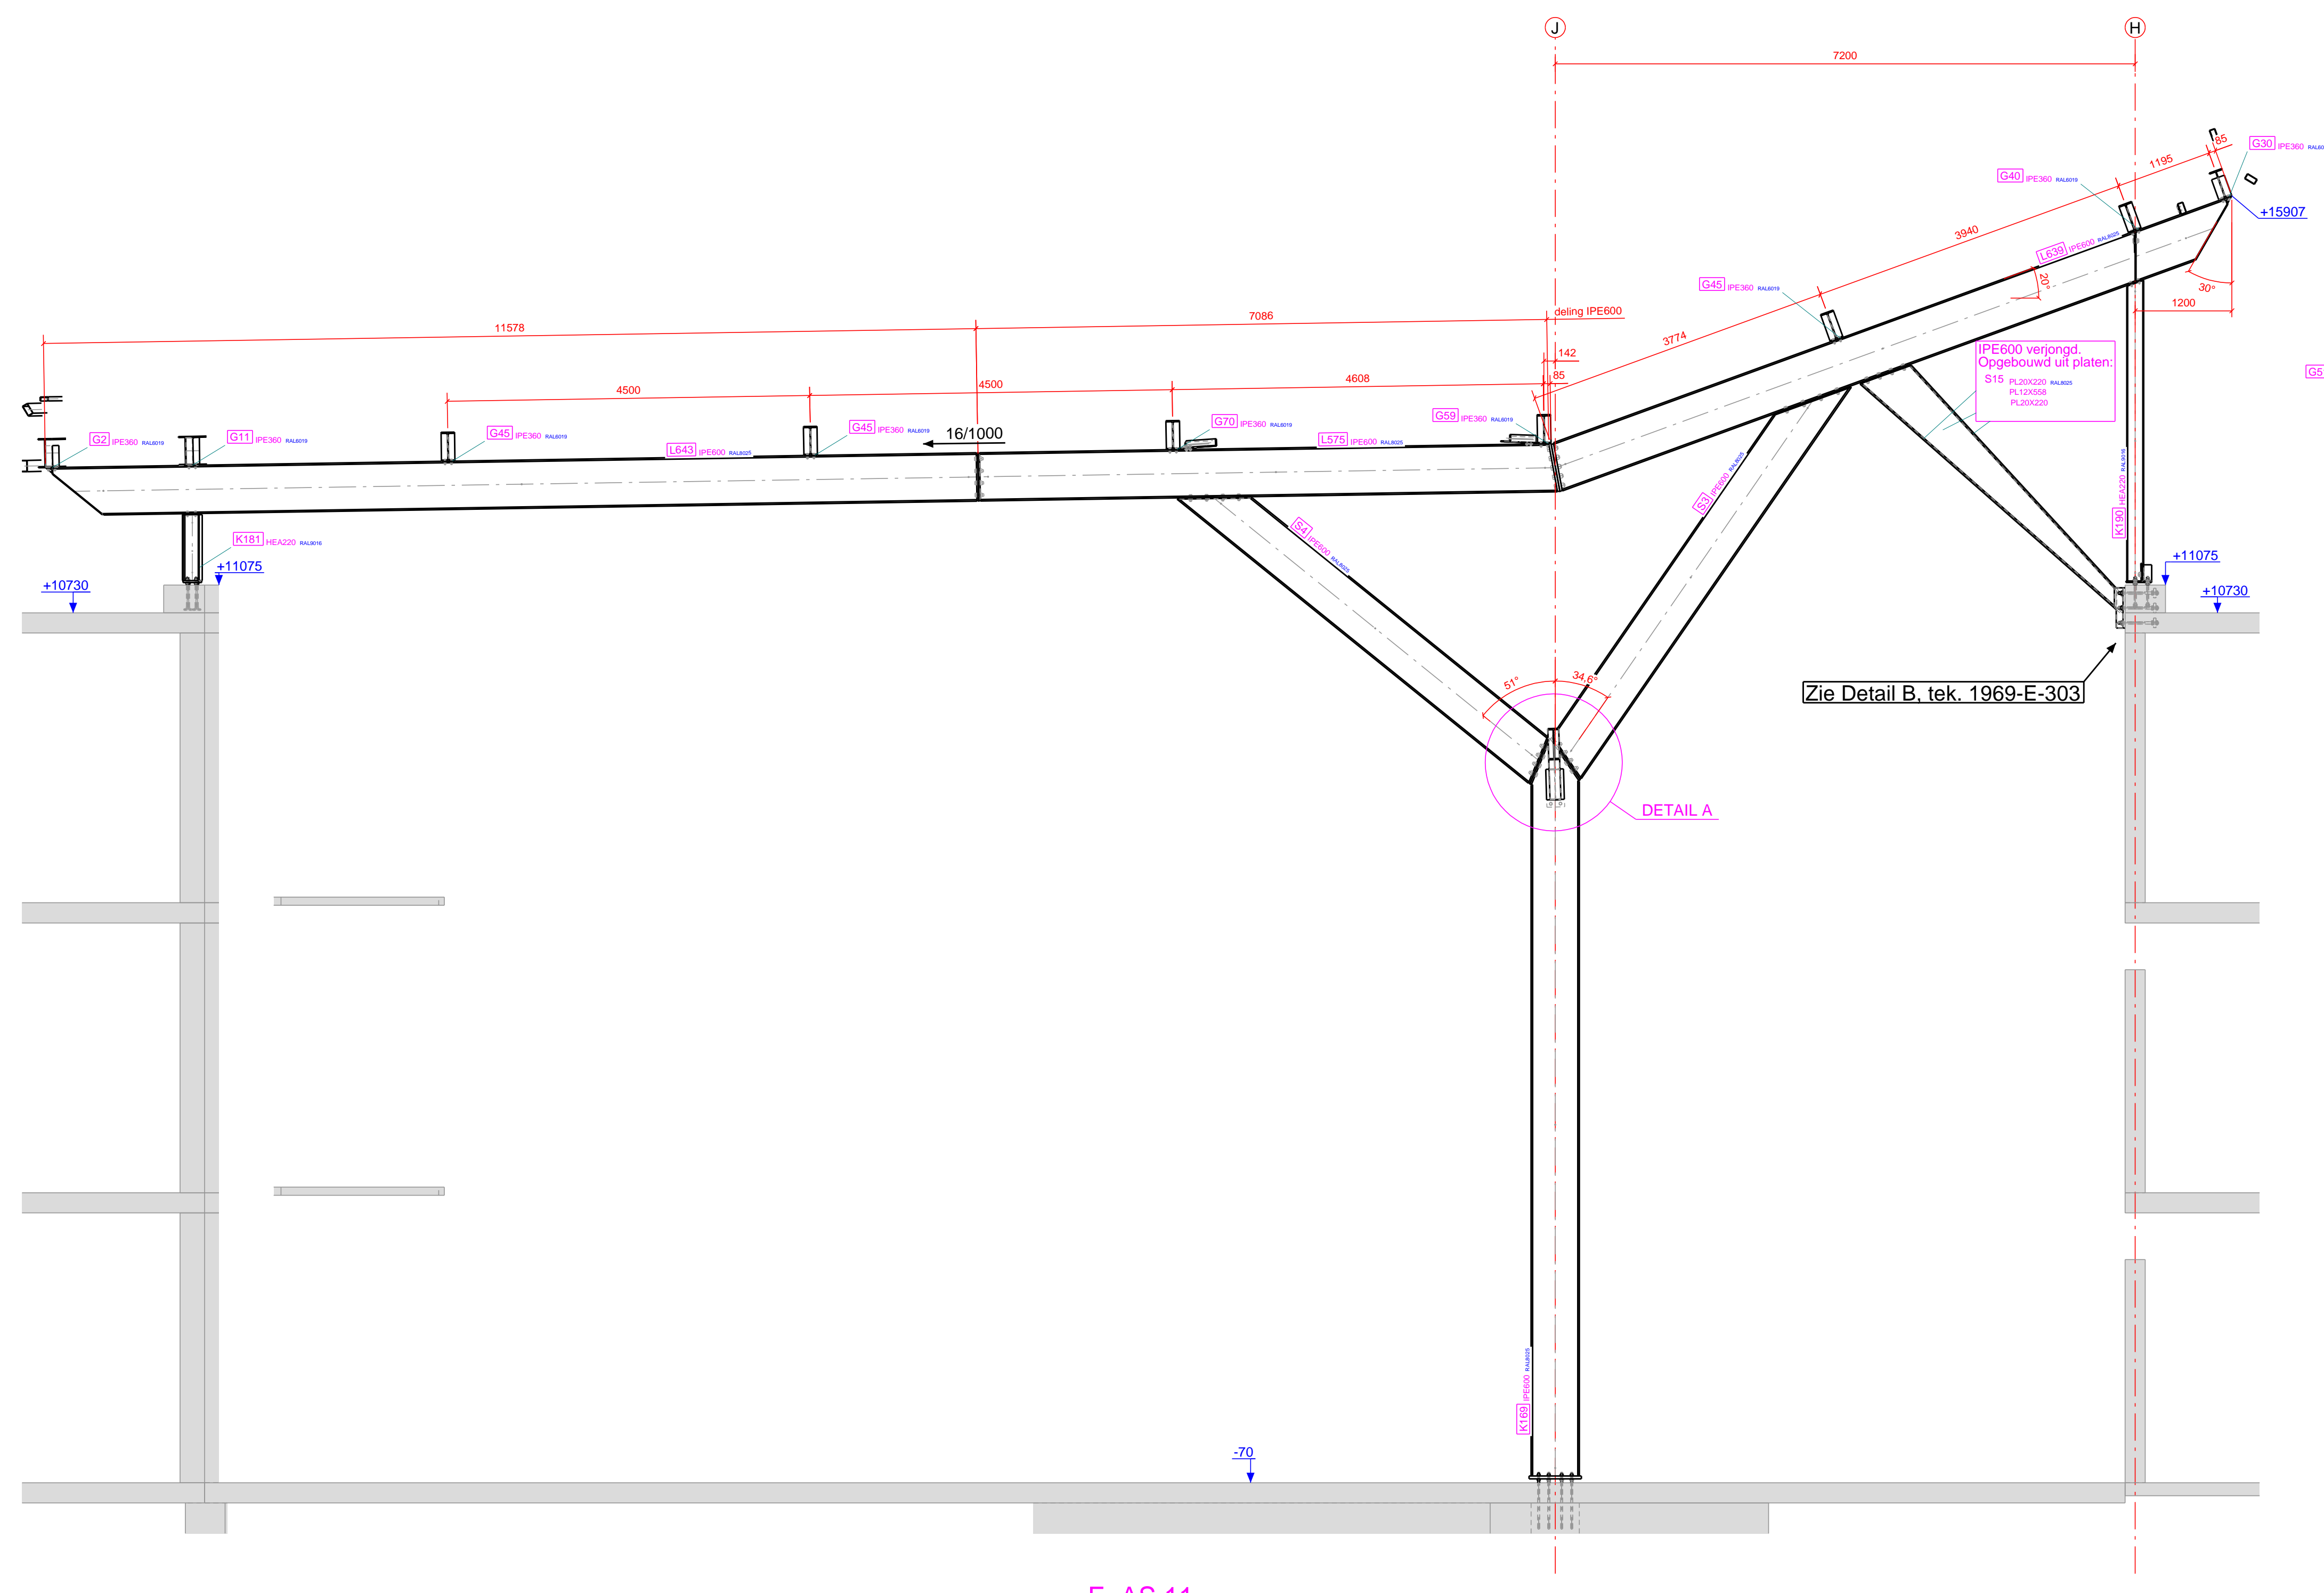 J
H
7200
85
1195
G30 IPE360
G40 IPE360 RAL6019
+15907
3940
L639 IPE600 RAL8025
20°
30°
G45 IPE360 RAL6019
1200
11578
7086
deling IPE600
3774
142
IPE600 verjongd.
Opgebouwd uit platen:
S15 PL20X220 RAL8025
PL12X558
PL20X220
4500
4500
4608
85
G2 IPE360 RAL6019
G11 IPE360 RAL6019
G45 IPE360 RAL6019
L643 IPE600 RAL8025
G45 IPE360 RAL6019
16/1000
G70 IPE360 RAL6019
L575 IPE600 RAL8025
G59 IPE360 RAL6019
S3 IPE600 RAL8025
S4 IPE600 RAL8025
K190 HEA220 RAL9016
K181 HEA220 RAL9016
+10730
+11075
+11075
+10730
51°
34,6°
Zie Detail B, tek. 1969-E-303
DETAIL A
K169 IPE600 RAL8025
-70